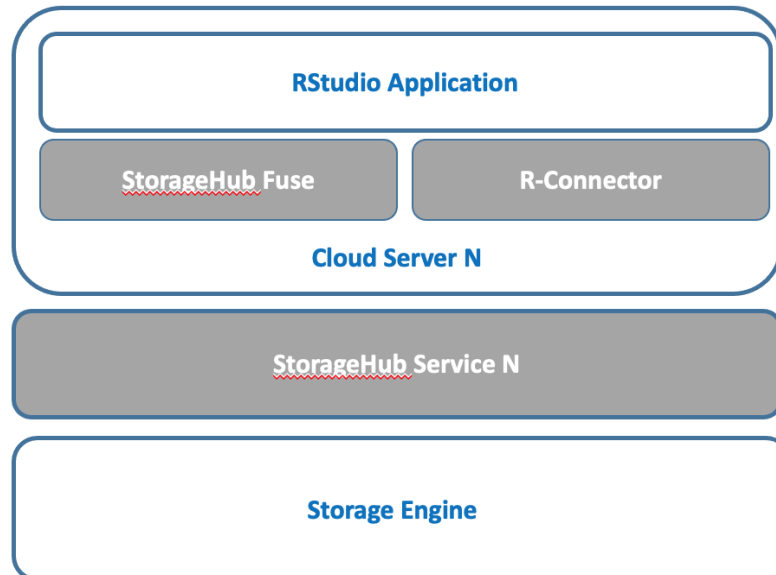 RStudio Application
StorageHub Fuse
R-Connector
Cloud Server N
StorageHub Service N
Storage Engine